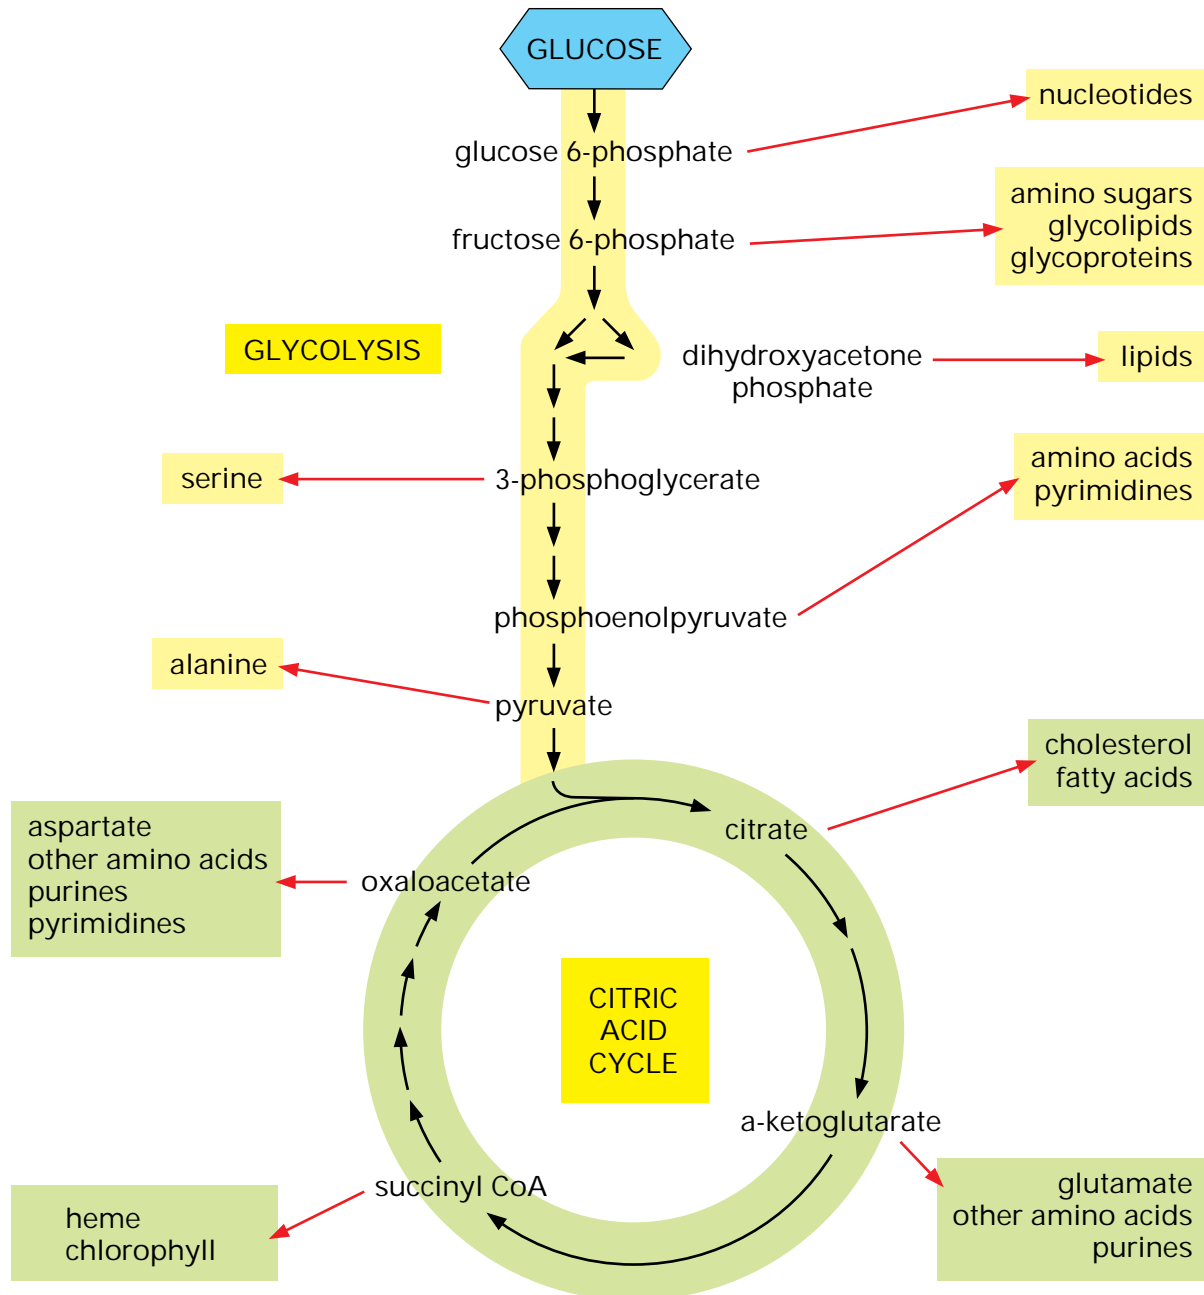 GLUCOSE
glucose 6-phosphate
nucleotides
fructose 6-phosphate
amino sugars
glycolipids
glycoproteins
GLYCOLYSIS
dihydroxyacetone
phosphate
lipids
serine
3-phosphoglycerate
amino acids
pyrimidines
phosphoenolpyruvate
alanine
pyruvate
cholesterol
fatty acids
citrate
aspartate
other amino acids
purines
pyrimidines
oxaloacetate
CITRIC
ACID
CYCLE
a-ketoglutarate
succinyl CoA
heme
chlorophyll
glutamate
other amino acids
purines